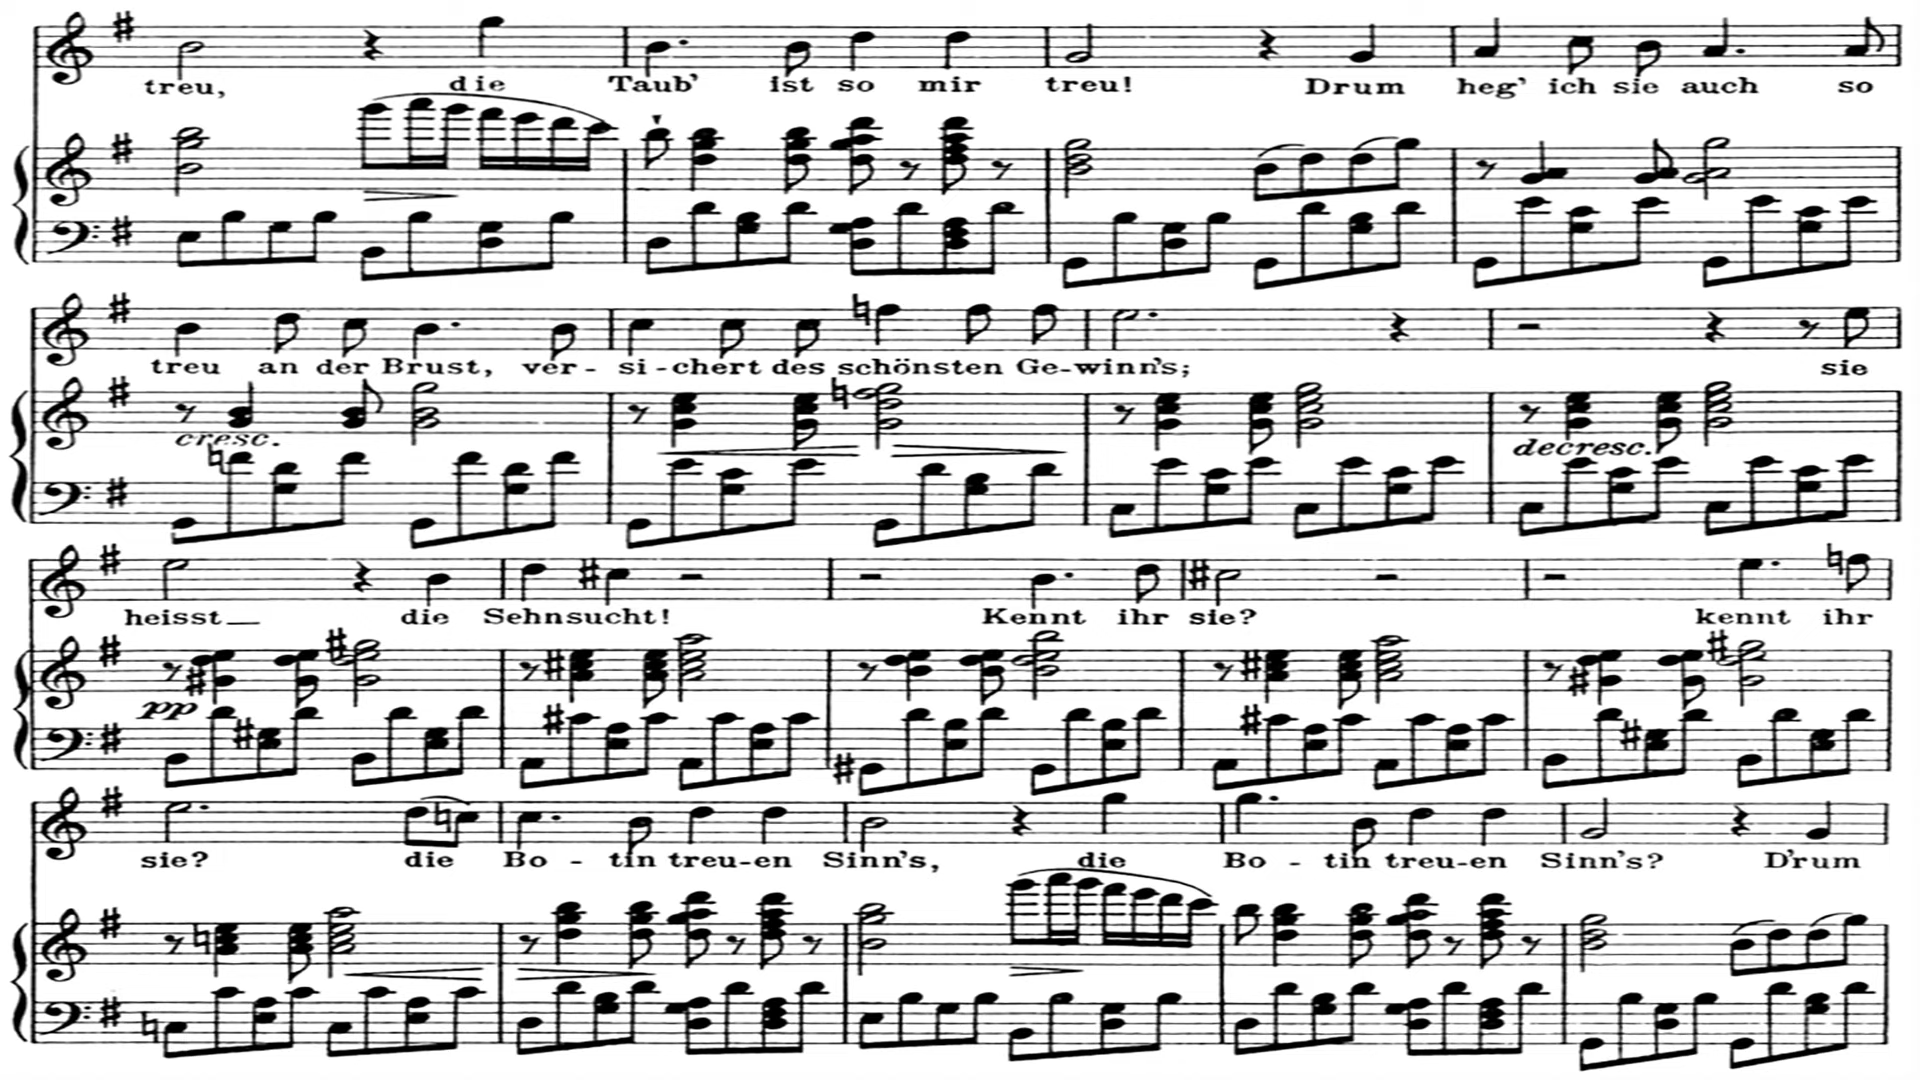 treu, die Taub' ist so mir treu! Drum heg' ich sie auch so
treu an der Brust, ver- si-chert des schönsten Ge-winn's;
cresc.
decresc.
sie
heisst die Sehnsucht! Kennt ihr sie? kennt ihr
pp
sie? die Bo - tin treu-en Sinn's, die Bo - tin treu-en Sinn's? D'rum